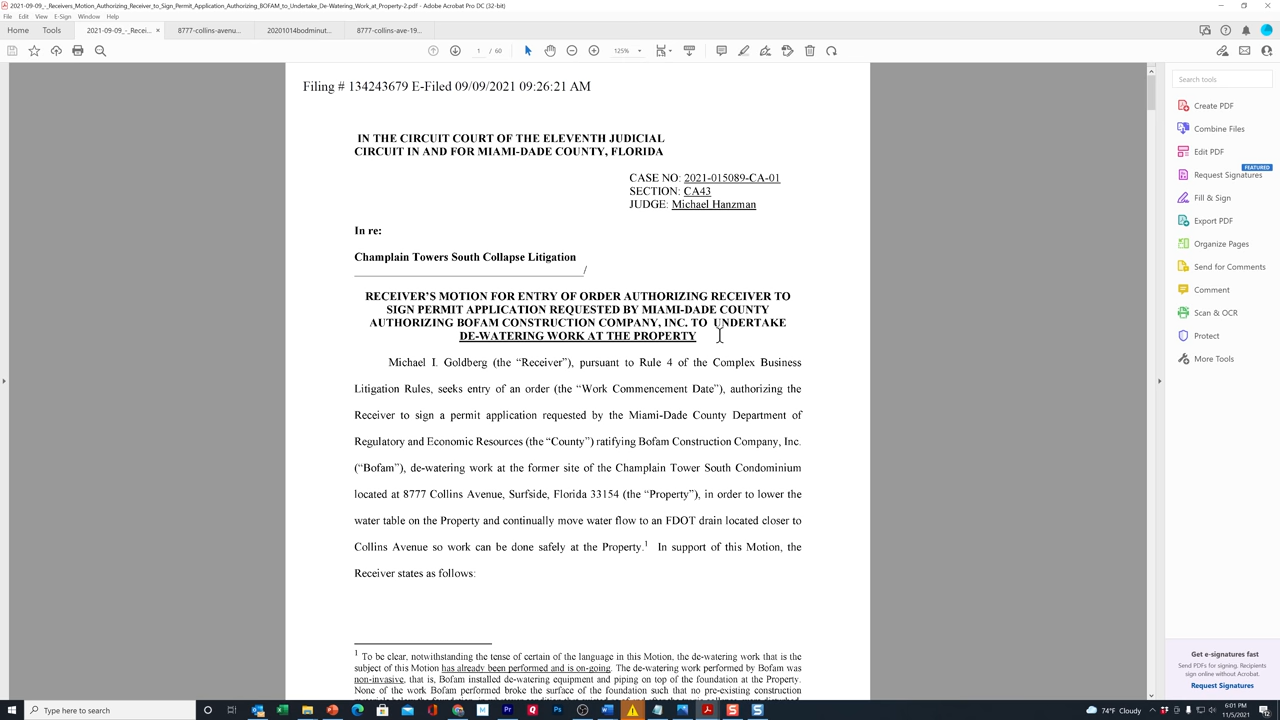 2021-09-09_-_Receivers_Motion_Authorizing_Receiver_to_Sign_Permit_Application_Authorizing_BOFAM_to_Undertake_De-Watering_Work_at_Property-2.pdf - Adobe Acrobat Pro DC (32-bit)
File Edit View E-Sign Window Help
Home Tools 2021-09-09_-_Recei... × 8777-collins-avenu... 20201014bodminut... 8777-collins-ave-19...
1 / 60 125%
Filing # 134243679 E-Filed 09/09/2021 09:26:21 AM
IN THE CIRCUIT COURT OF THE ELEVENTH JUDICIAL
CIRCUIT IN AND FOR MIAMI-DADE COUNTY, FLORIDA
CASE NO: 2021-015089-CA-01
SECTION: CA43
JUDGE: Michael Hanzman
In re:
Champlain Towers South Collapse Litigation
/
RECEIVER'S MOTION FOR ENTRY OF ORDER AUTHORIZING RECEIVER TO
SIGN PERMIT APPLICATION REQUESTED BY MIAMI-DADE COUNTY
AUTHORIZING BOFAM CONSTRUCTION COMPANY, INC. TO UNDERTAKE
DE-WATERING WORK AT THE PROPERTY
Michael I. Goldberg (the “Receiver”), pursuant to Rule 4 of the Complex Business
Litigation Rules, seeks entry of an order (the “Work Commencement Date”), authorizing the
Receiver to sign a permit application requested by the Miami-Dade County Department of
Regulatory and Economic Resources (the “County”) ratifying Bofam Construction Company, Inc.
(“Bofam”), de-watering work at the former site of the Champlain Tower South Condominium
located at 8777 Collins Avenue, Surfside, Florida 33154 (the “Property”), in order to lower the
water table on the Property and continually move water flow to an FDOT drain located closer to
Collins Avenue so work can be done safely at the Property.1 In support of this Motion, the
Receiver states as follows:
1 To be clear, notwithstanding the tense of certain of the language in this Motion, the de-watering work that is the
subject of this Motion has already been performed and is on-going. The de-watering work performed by Bofam was
non-invasive, that is, Bofam installed de-watering equipment and piping on top of the foundation at the Property.
None of the work Bofam performed broke the surface of the foundation such that no pre-existing construction
Search tools
Create PDF
Combine Files
Edit PDF
FEATURED
Request Signatures
Fill & Sign
Export PDF
Organize Pages
Send for Comments
Comment
Scan & OCR
Protect
More Tools
Get e-signatures fast
Send PDFs for signing. Recipients
sign online without Acrobat.
Request Signatures
Type here to search
74°F Cloudy
6:01 PM
11/5/2021